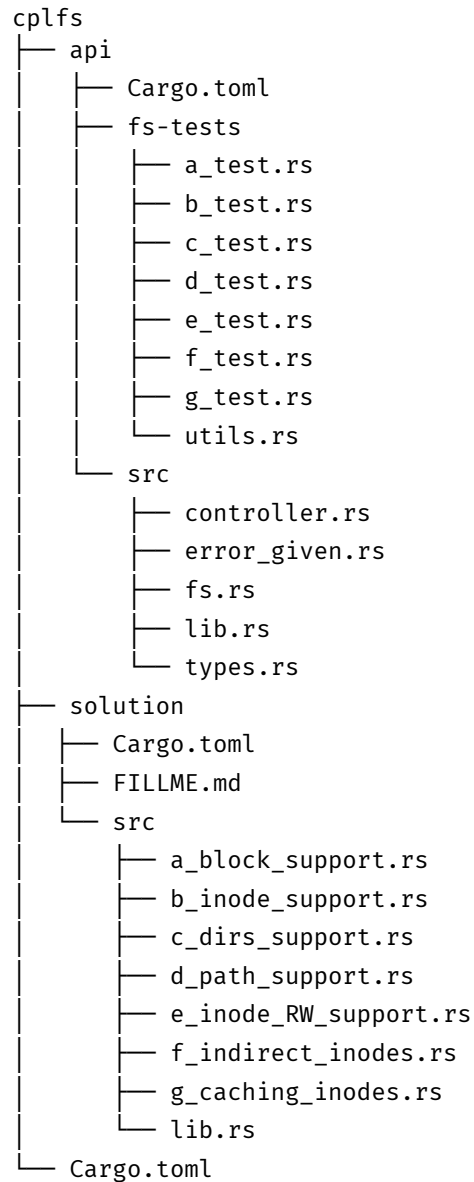 cplfs
├── api
│   ├── Cargo.toml
│   ├── fs-tests
│   │   ├── a_test.rs
│   │   ├── b_test.rs
│   │   ├── c_test.rs
│   │   ├── d_test.rs
│   │   ├── e_test.rs
│   │   ├── f_test.rs
│   │   ├── g_test.rs
│   │   └── utils.rs
│   └── src
│       ├── controller.rs
│       ├── error_given.rs
│       ├── fs.rs
│       ├── lib.rs
│       └── types.rs
├── solution
│   ├── Cargo.toml
│   ├── FILLME.md
│   └── src
│       ├── a_block_support.rs
│       ├── b_inode_support.rs
│       ├── c_dirs_support.rs
│       ├── d_path_support.rs
│       ├── e_inode_RW_support.rs
│       ├── f_indirect_inodes.rs
│       ├── g_caching_inodes.rs
│       └── lib.rs
└── Cargo.toml